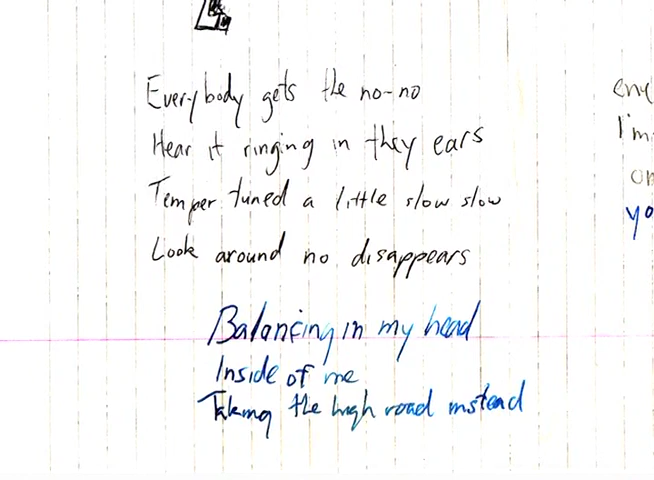 Everybody gets the no-no
Hear it ringing in they ears
Temper tuned a little slow slow
Look around no disappears
Balancing in my head
Inside of me
Taking the high road instead
I'm
yo